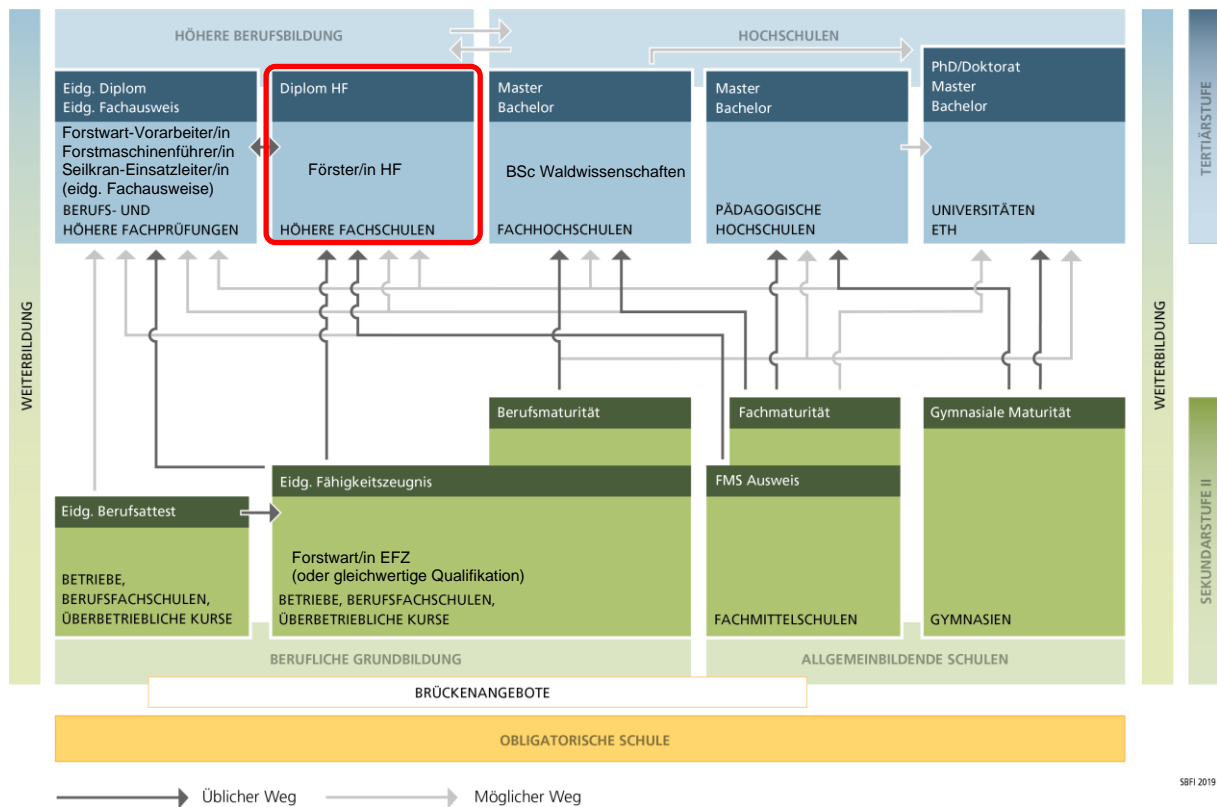 HÖHERE BERUFSBILDUNG
HOCHSCHULEN
Eidg. Diplom
Eidg. Fachausweis
Forstwart-Vorarbeiter/in
Forstmaschinenführer/in
Seilkran-Einsatzleiter/in
(eidg. Fachausweise)
BERUFS- UND
HÖHERE FACHPRÜFUNGEN
Diplom HF
Förster/in HF
HÖHERE FACHSCHULEN
Master
Bachelor
BSc Waldwissenschaften
FACHHOCHSCHULEN
Master
Bachelor
PÄDAGOGISCHE
HOCHSCHULEN
PhD/Doktorat
Master
Bachelor
UNIVERSITÄTEN
ETH
WEITERBILDUNG
WEITERBILDUNG
TERTIÄRSTUFE
SEKUNDARSTUFE II
Berufsmaturität
Fachmaturität
Gymnasiale Maturität
Eidg. Fähigkeitszeugnis
FMS Ausweis
Eidg. Berufsattest
Forstwart/in EFZ
(oder gleichwertige Qualifikation)
BETRIEBE,
BERUFSFACHSCHULEN,
ÜBERBETRIEBLICHE KURSE
BETRIEBE, BERUFSFACHSCHULEN,
ÜBERBETRIEBLICHE KURSE
FACHMITTELSCHULEN
GYMNASIEN
BERUFLICHE GRUNDBILDUNG
ALLGEMEINBILDENDE SCHULEN
BRÜCKENANGEBOTE
OBLIGATORISCHE SCHULE
Üblicher Weg
Möglicher Weg
SBFI 2019